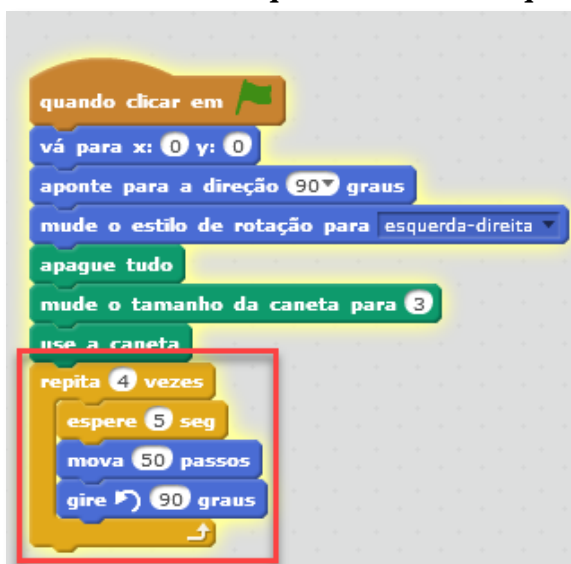 quando clicar em
vá para x: 0 y: 0
aponte para a direção 90 graus
mude o estilo de rotação para esquerda-direita
apague tudo
mude o tamanho da caneta para 3
use a caneta
repita 4 vezes
espere 5 seg
mova 50 passos
gire 90 graus